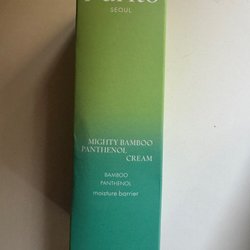 SEOUL
MIGHTY BAMBOO
PANTHENOL
CREAM
BAMBOO
PANTHENOL
moisture barrier